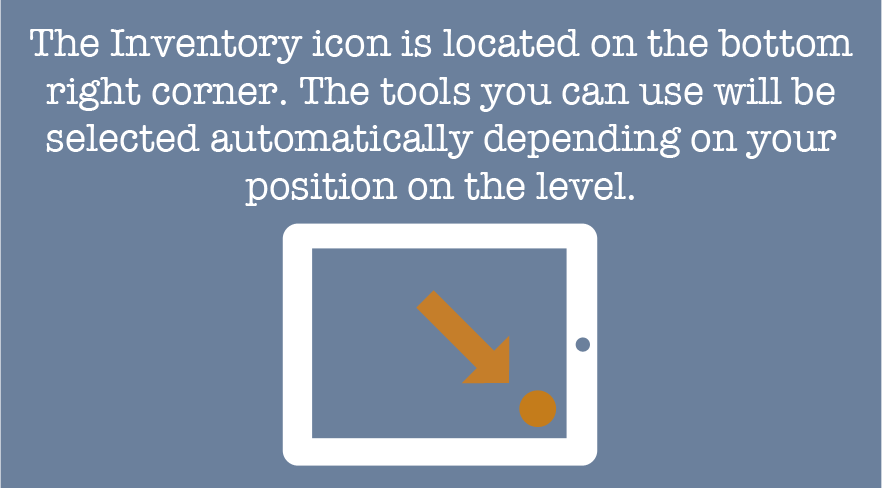 The Inventory icon is located on the bottom
right corner. The tools you can use will be
selected automatically depending on your
position on the level.